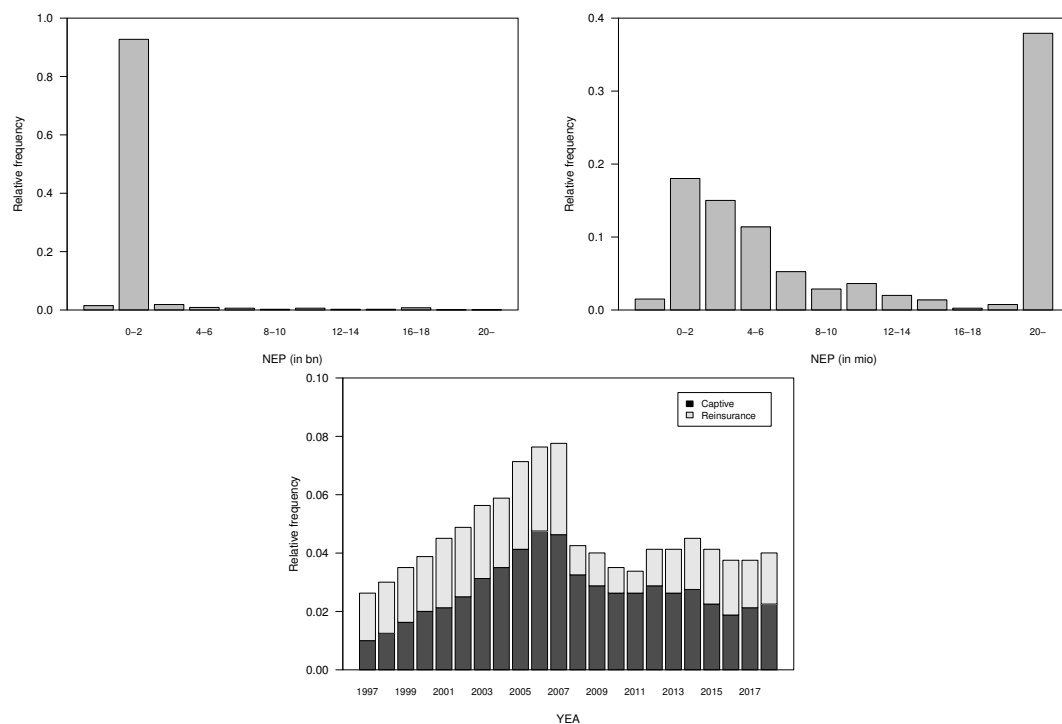 1.0
0.8
0.6
0.4
0.2
0.0
Relative frequency
0−2 4−6 8−10 12−14 16−18 20−
NEP (in bn)
0.4
0.3
0.2
0.1
0.0
Relative frequency
0−2 4−6 8−10 12−14 16−18 20−
NEP (in mio)
0.10
0.08
0.06
0.04
0.02
0.00
Relative frequency
Captive
Reinsurance
1997 1999 2001 2003 2005 2007 2009 2011 2013 2015 2017
YEA